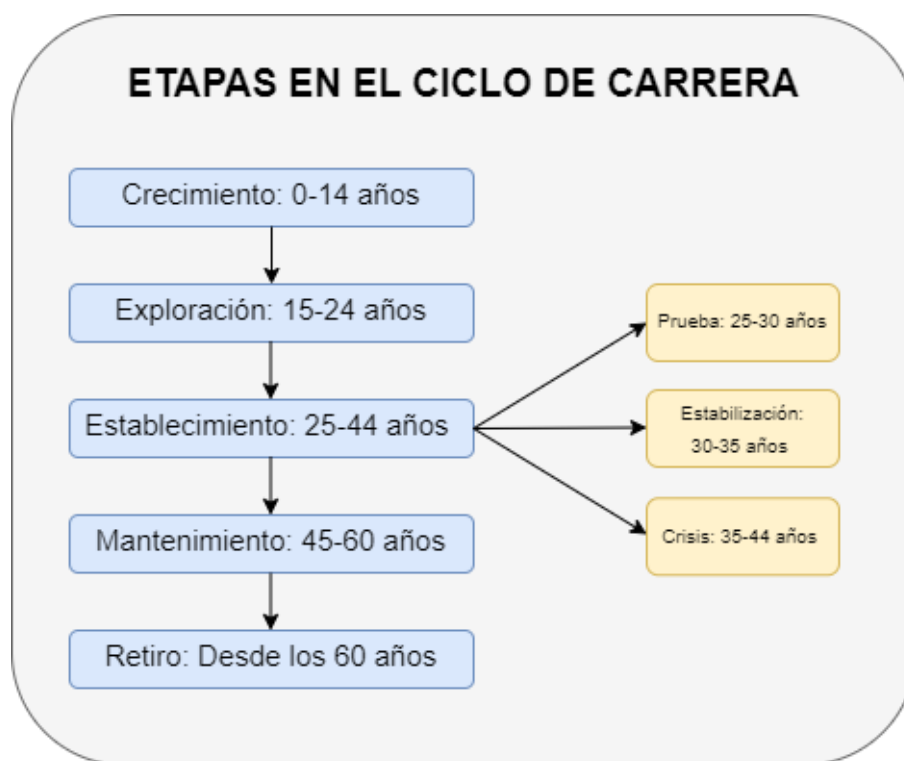 ETAPAS EN EL CICLO DE CARRERA
Crecimiento: 0-14 años
Exploración: 15-24 años
Establecimiento: 25-44 años
Mantenimiento: 45-60 años
Retiro: Desde los 60 años
Prueba: 25-30 años
Estabilización:
30-35 años
Crisis: 35-44 años